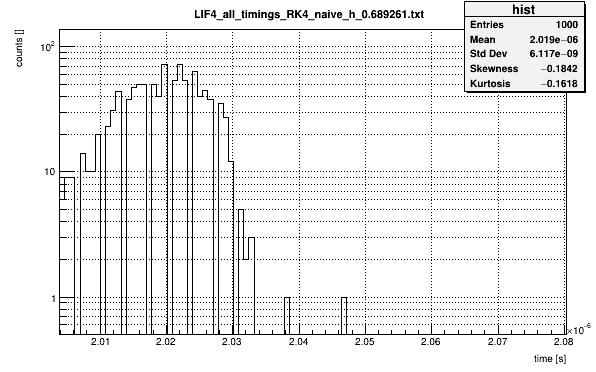 LIF4_all_timings_RK4_naive_h_0.689261.txt
hist
Entries 1000
Mean 2.019e-06
Std Dev 6.117e-09
Skewness −0.1842
Kurtosis −0.1618
counts []
10²
10
1
2.01 2.02 2.03 2.04 2.05 2.06 2.07 2.08
×10⁻⁶
time [s]